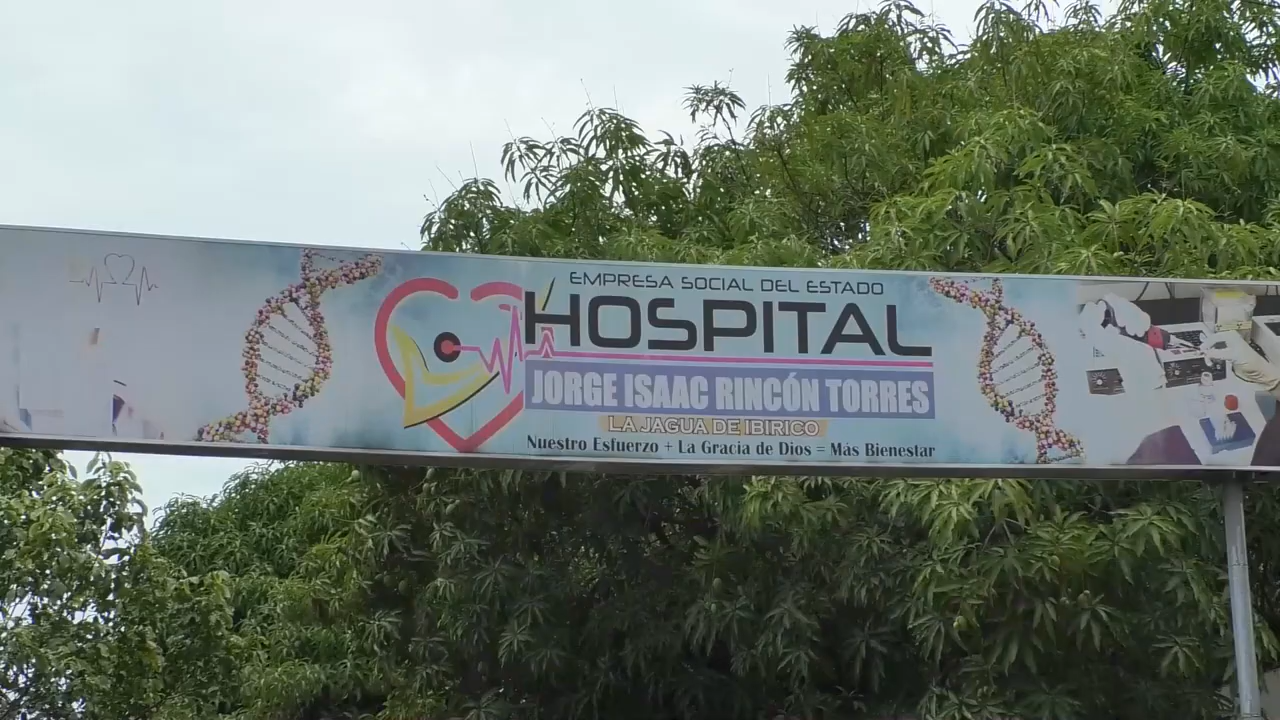 EMPRESA SOCIAL DEL ESTADO
HOSPITAL
JORGE ISAAC RINCÓN TORRES
LA JAGUA DE IBIRICO
Nuestro Esfuerzo + La Gracia de Dios = Más Bienestar